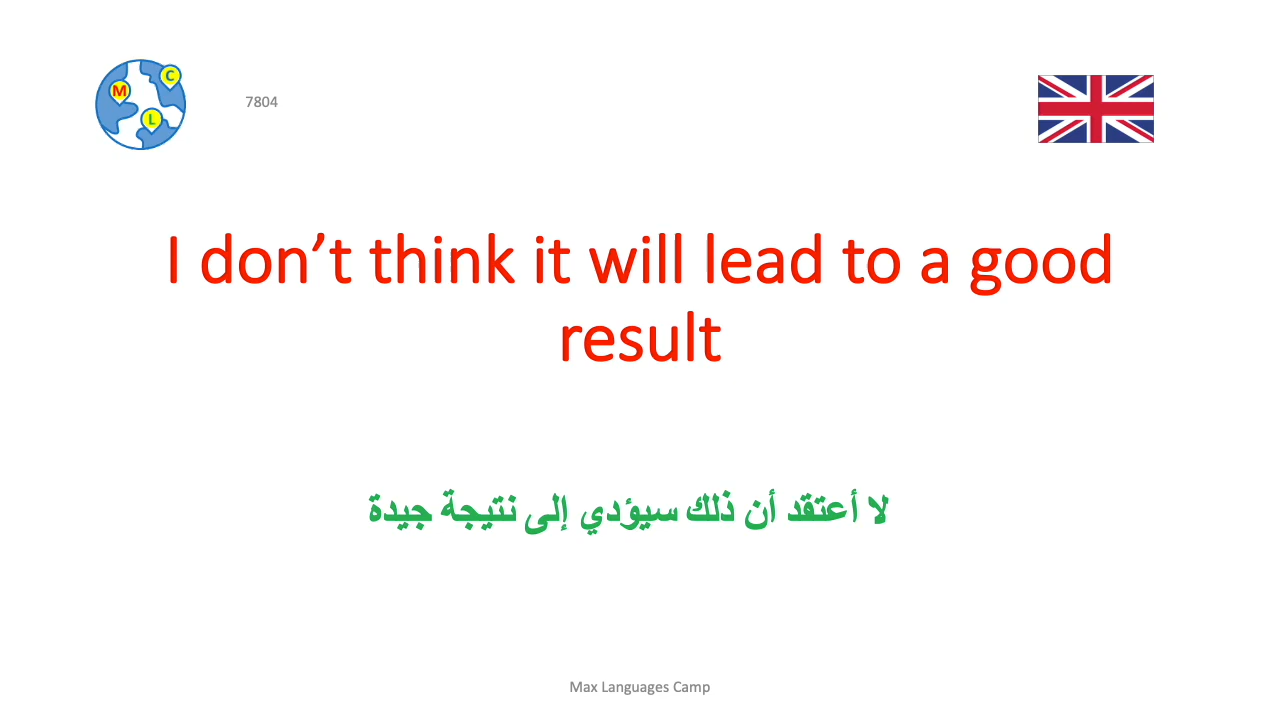 M
C
L
7804
I don’t think it will lead to a good
result
لا أعتقد أن ذلك سيؤدي إلى نتيجة جيدة
Max Languages Camp